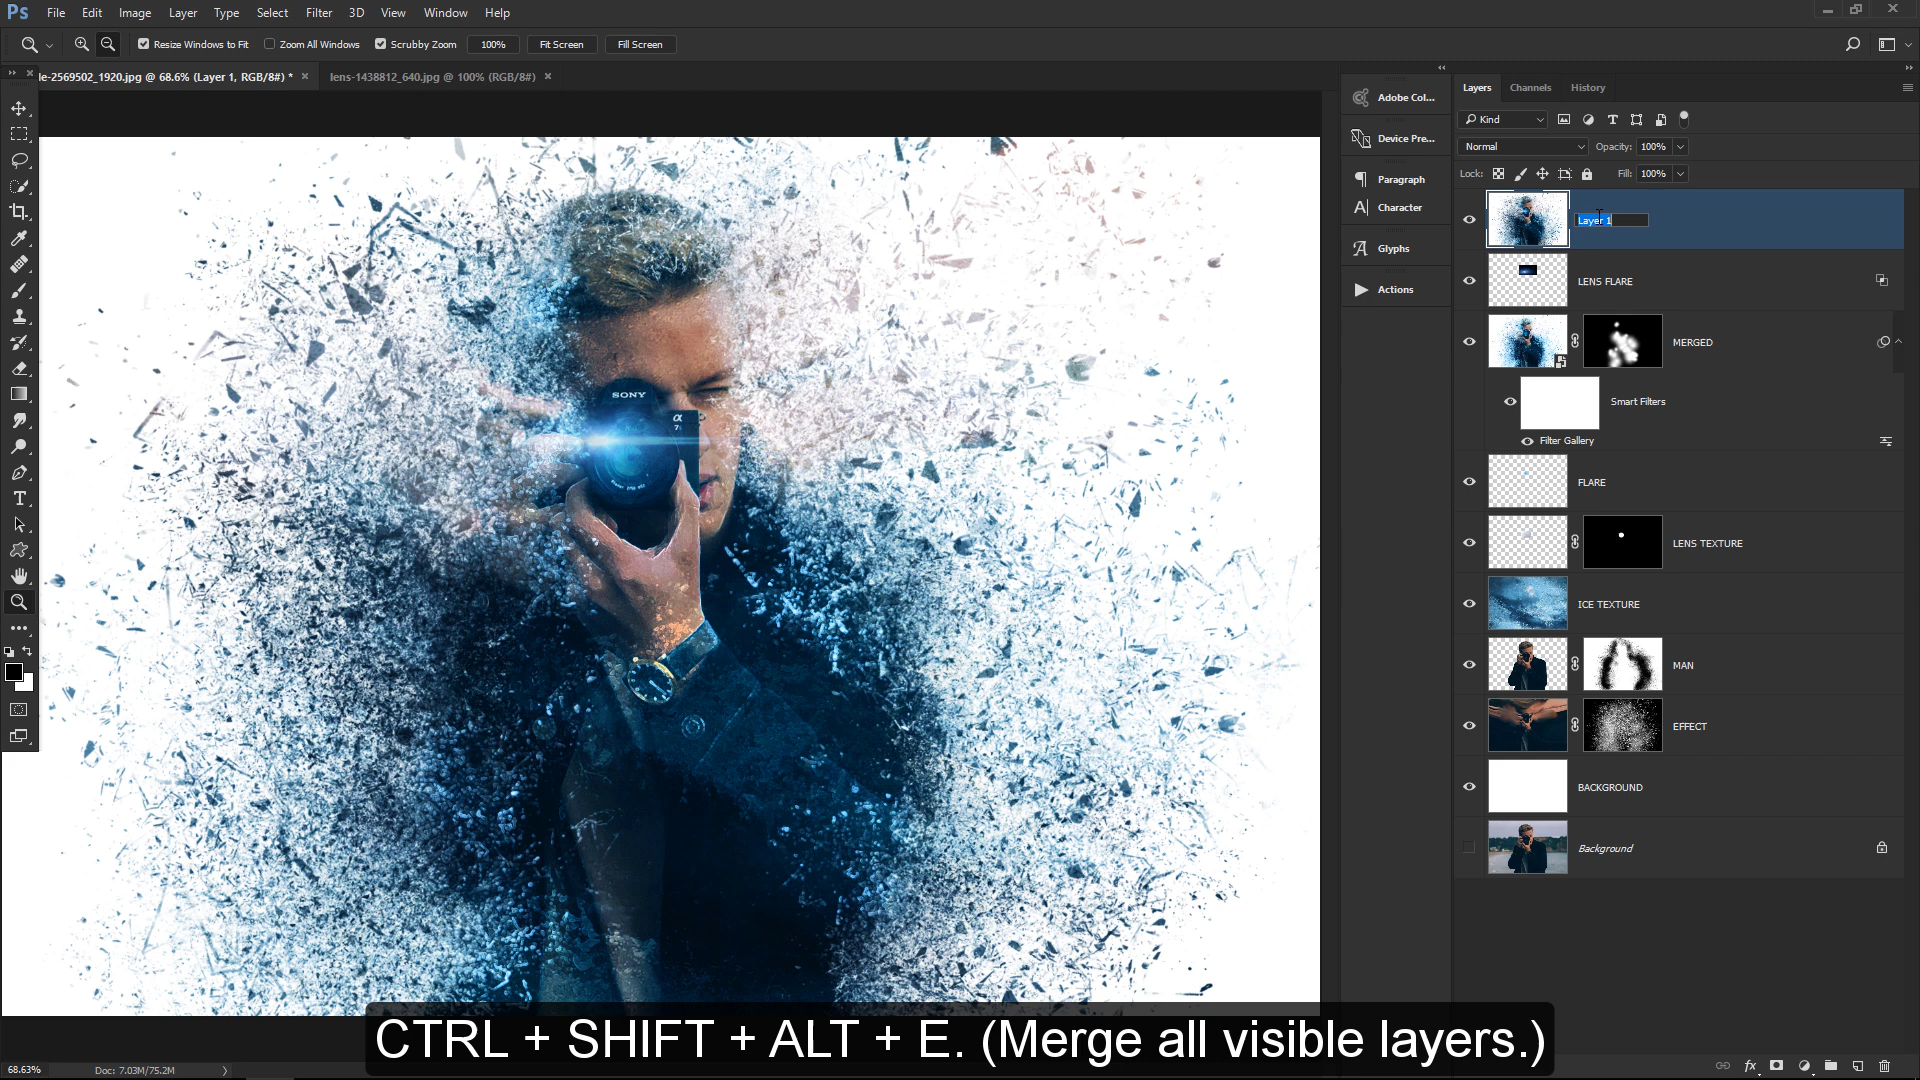 Ps File Edit Image Layer Type Select Filter 3D View Window Help
Resize Windows to Fit Zoom All Windows Scrubby Zoom 100% Fit Screen Fill Screen
le-2569502_1920.jpg @ 68.6% (Layer 1, RGB/8#) * × lens-1438812_640.jpg @ 100% (RGB/8#) ×
Adobe Col...
Device Pre...
Paragraph
Character
Glyphs
Actions
Layers Channels History
Kind
Normal Opacity: 100%
Lock: Fill: 100%
Layer 1
LENS FLARE
MERGED
Smart Filters
Filter Gallery
FLARE
LENS TEXTURE
ICE TEXTURE
MAN
EFFECT
BACKGROUND
Background
SONY
α
7
CTRL + SHIFT + ALT + E. (Merge all visible layers.)
68.63% Doc: 7.03M/75.2M
fx